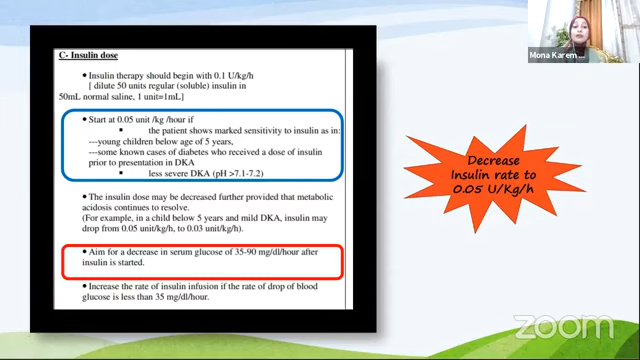 C- Insulin dose
● Insulin therapy should begin with 0.1 U/kg/h
[ dilute 50 units regular (soluble) insulin in
50mL normal saline, 1 unit=1mL]
● Start at 0.05 unit /kg /hour if
▪ the patient shows marked sensitivity to insulin as in:
---young children below age of 5 years,
---some known cases of diabetes who received a dose of insulin
prior to presentation in DKA
▪ less severe DKA (pH >7.1-7.2)
● The insulin dose may be decreased further provided that metabolic
acidosis continues to resolve.
(For example, in a child below 5 years and mild DKA, insulin may
drop from 0.05 unit/kg/h, to 0.03 unit/kg/h).
● Aim for a decrease in serum glucose of 35-90 mg/dl/hour after
insulin is started.
● Increase the rate of insulin infusion if the rate of drop of blood
glucose is less than 35 mg/dl/hour.
Decrease
Insulin rate to
0.05 U/Kg/h
Mona Karem ...
zoom